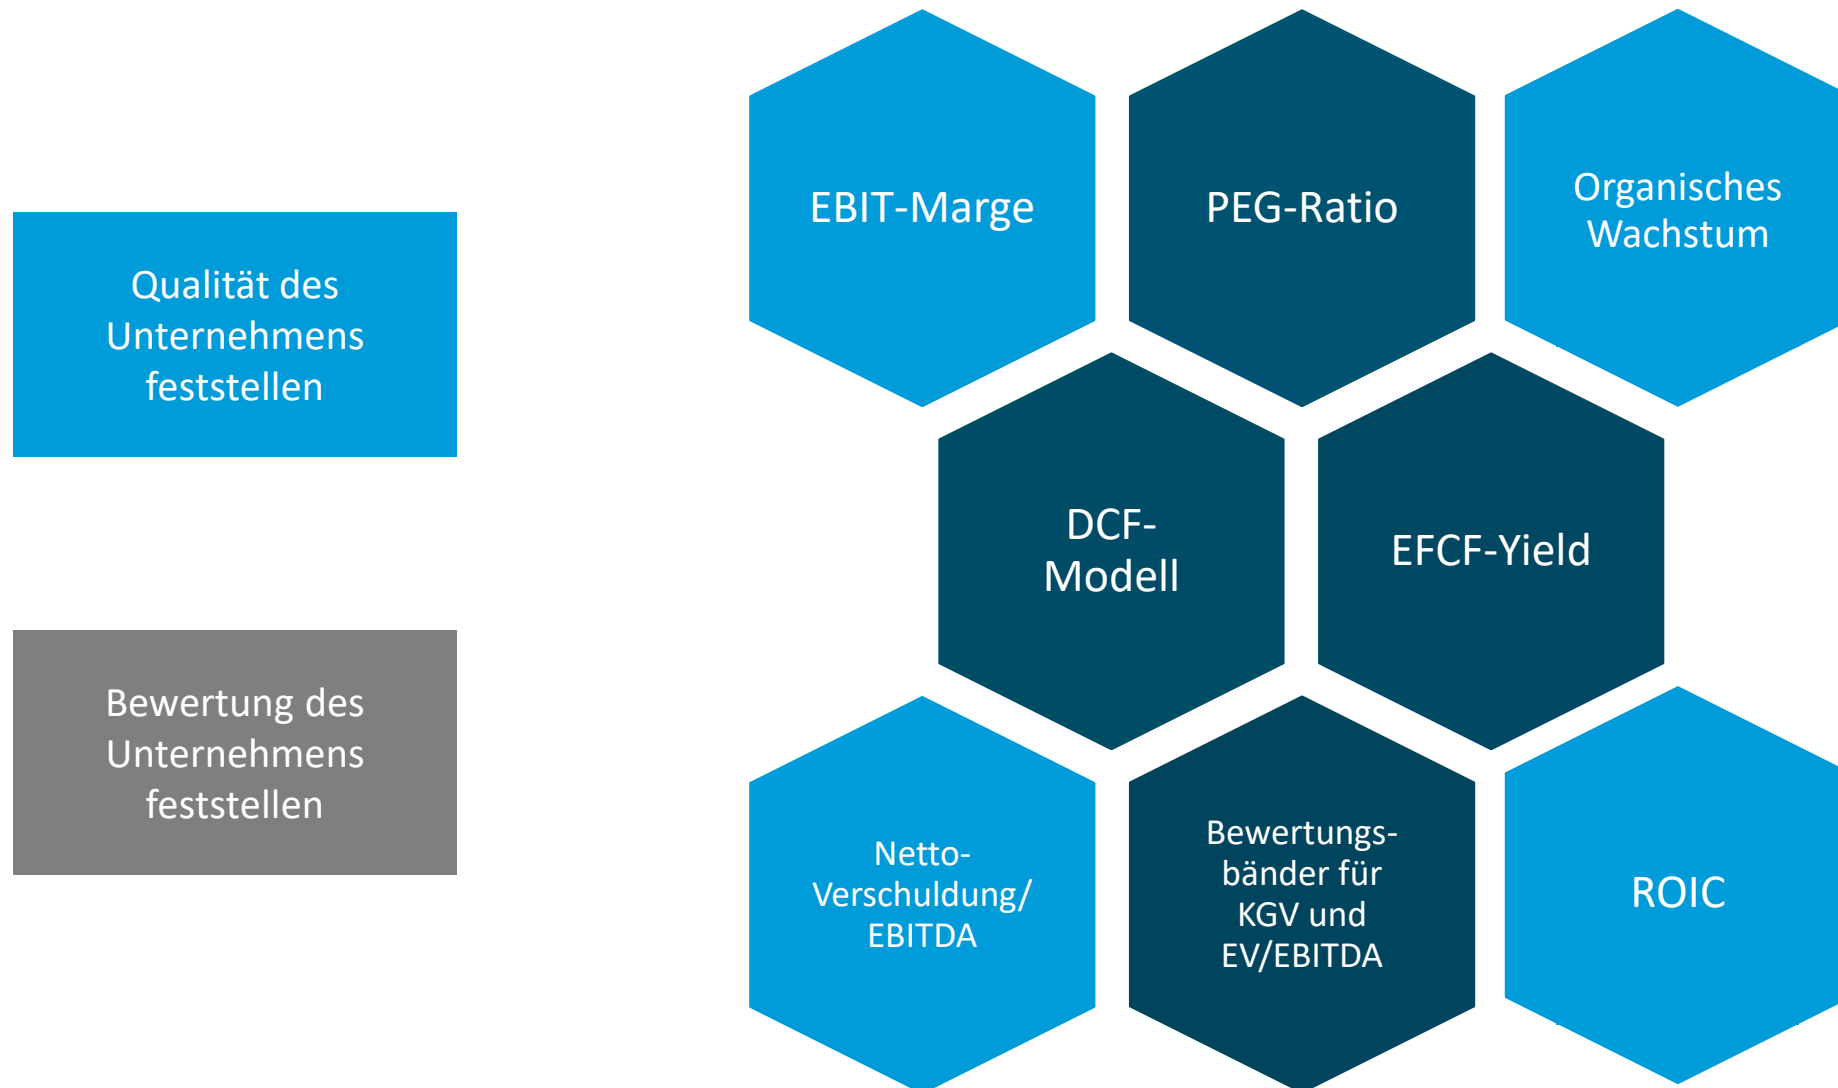 Qualität des
Unternehmens
feststellen
Bewertung des
Unternehmens
feststellen
EBIT-Marge
PEG-Ratio
Organisches
Wachstum
DCF-
Modell
EFCF-Yield
Netto-
Verschuldung/
EBITDA
Bewertungs-
bänder für
KGV und
EV/EBITDA
ROIC